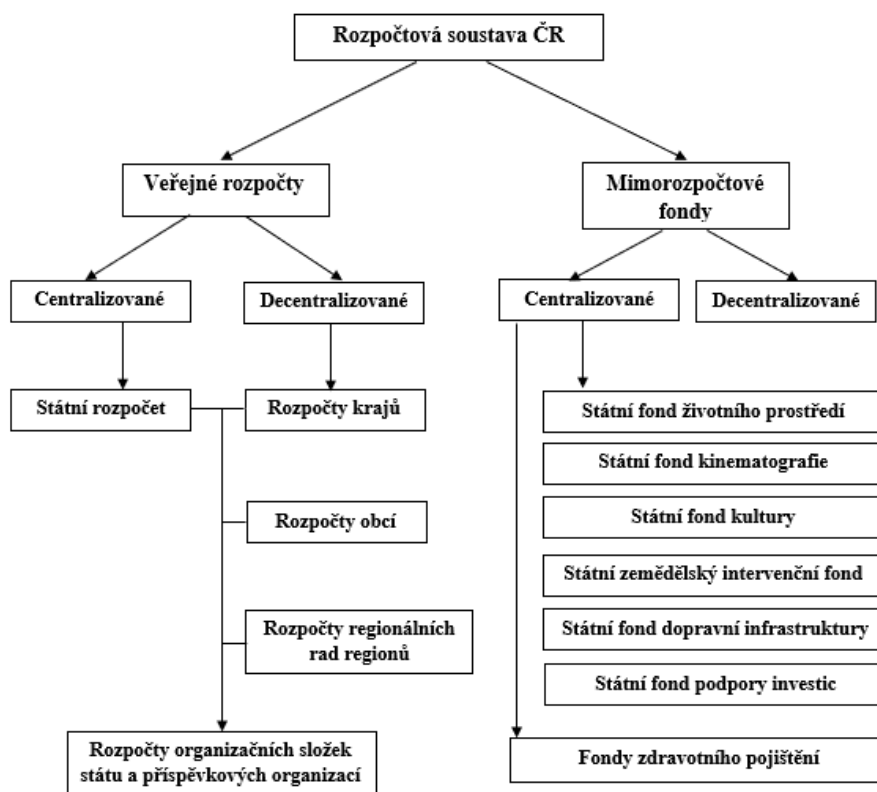 Rozpočtová soustava ČR
Veřejné rozpočty
Mimorozpočtové
fondy
Centralizované
Decentralizované
Centralizované
Decentralizované
Státní rozpočet
Rozpočty krajů
Rozpočty obcí
Rozpočty regionálních
rad regionů
Rozpočty organizačních složek
státu a příspěvkových organizací
Státní fond životního prostředí
Státní fond kinematografie
Státní fond kultury
Státní zemědělský intervenční fond
Státní fond dopravní infrastruktury
Státní fond podpory investic
Fondy zdravotního pojištění